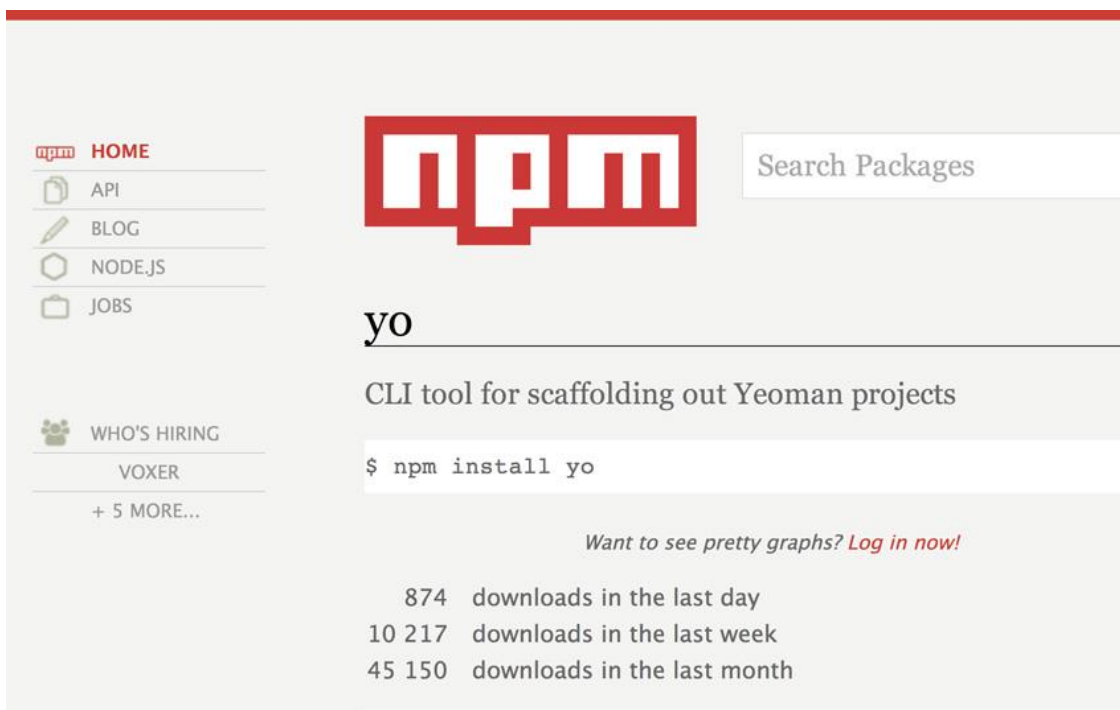 npm HOME
API
BLOG
NODE.JS
JOBS
WHO'S HIRING
VOXER
+ 5 MORE...
npm
Search Packages
yo
CLI tool for scaffolding out Yeoman projects
$ npm install yo
Want to see pretty graphs? Log in now!
874 downloads in the last day
10 217 downloads in the last week
45 150 downloads in the last month